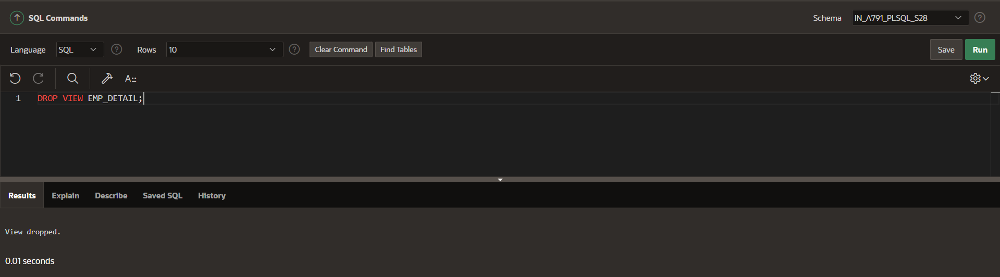 SQL Commands Schema IN_A791_PLSQL_S28
Language SQL Rows 10 Clear Command Find Tables Save Run
A::
1 DROP VIEW EMP_DETAIL;
Results Explain Describe Saved SQL History
View dropped.
0.01 seconds